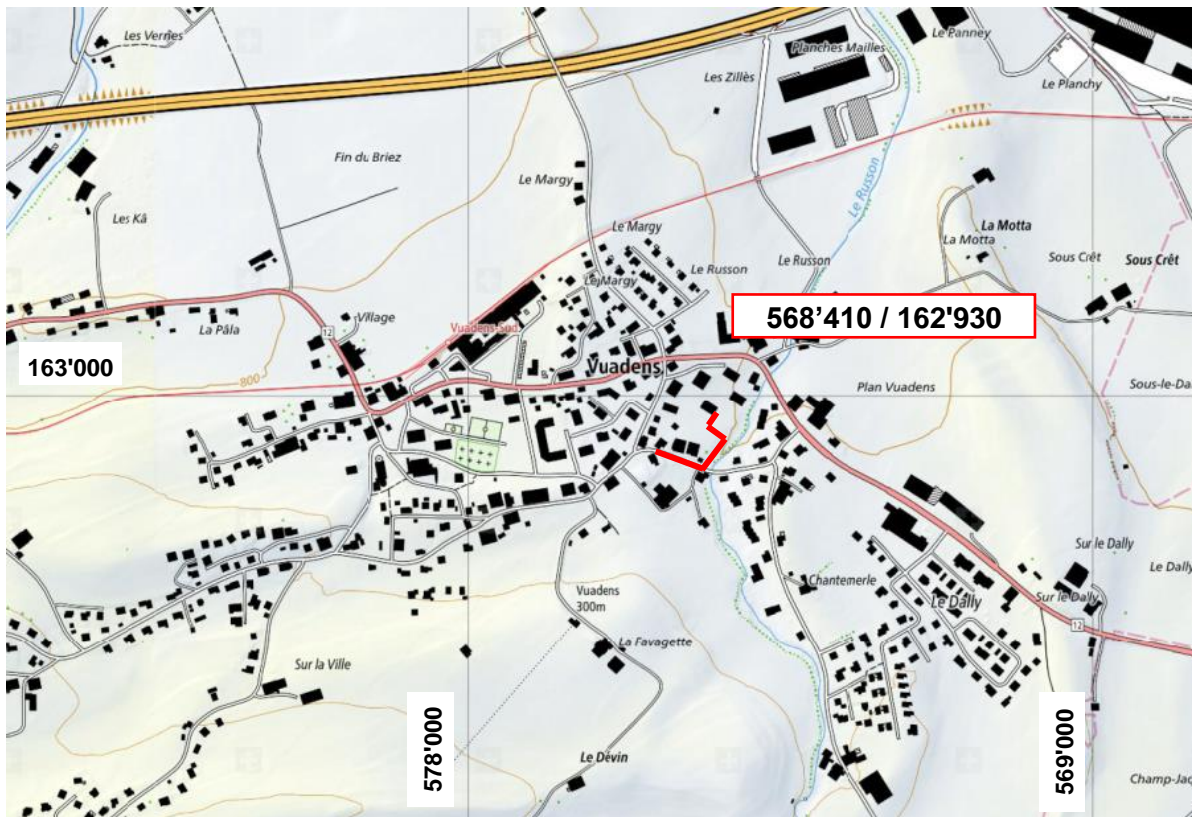 Les Vernes
Planches Mailles
Le Panney
Les Zillès
Le Planchy
Fin du Briez
Le Margy
Le Russon
Les Kâ
Le Margy
La Motta
La Motta
Sous Crêt
Sous Crêt
Le Russon
Le Russon
Le Margy
568’410 / 162'930
La Pâla
Village
12
Vuadens-Sud
163'000
Vuadens
800
Plan Vuadens
Sous-le-Da
Sur le Dally
Le Dally
Chantemerle
Vuadens
300m
Le Dally
Sur le Dally
12
La Favagette
Sur la Ville
578'000
569'000
Le Dévin
Champ-Jac